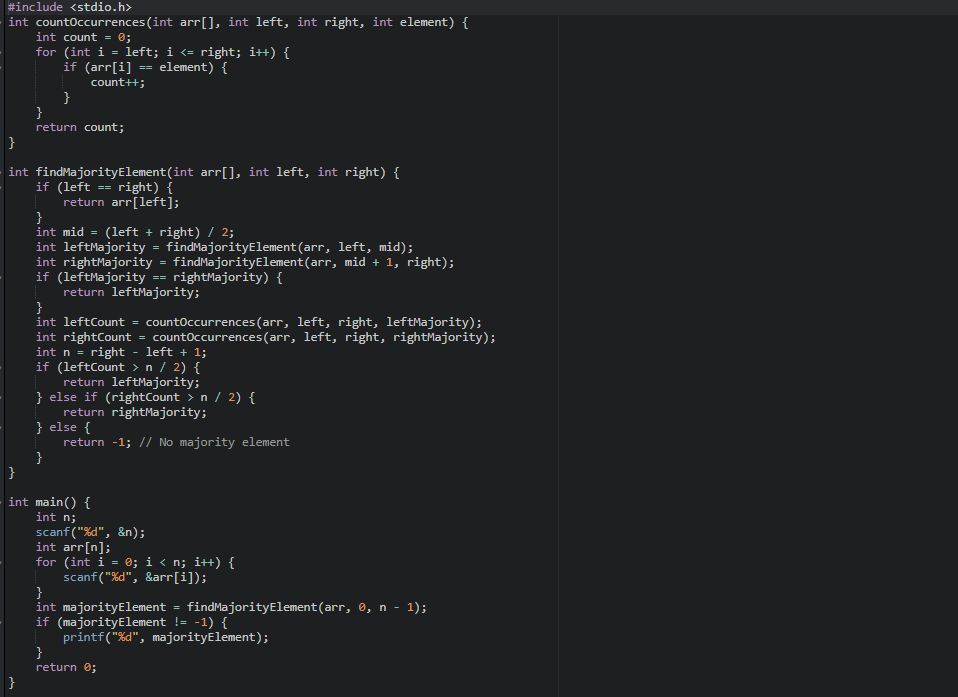 #include <stdio.h>
int countOccurrences(int arr[], int left, int right, int element) {
    int count = 0;
    for (int i = left; i <= right; i++) {
        if (arr[i] == element) {
            count++;
        }
    }
    return count;
}

int findMajorityElement(int arr[], int left, int right) {
    if (left == right) {
        return arr[left];
    }
    int mid = (left + right) / 2;
    int leftMajority = findMajorityElement(arr, left, mid);
    int rightMajority = findMajorityElement(arr, mid + 1, right);
    if (leftMajority == rightMajority) {
        return leftMajority;
    }
    int leftCount = countOccurrences(arr, left, right, leftMajority);
    int rightCount = countOccurrences(arr, left, right, rightMajority);
    int n = right - left + 1;
    if (leftCount > n / 2) {
        return leftMajority;
    } else if (rightCount > n / 2) {
        return rightMajority;
    } else {
        return -1; // No majority element
    }
}

int main() {
    int n;
    scanf("%d", &n);
    int arr[n];
    for (int i = 0; i < n; i++) {
        scanf("%d", &arr[i]);
    }
    int majorityElement = findMajorityElement(arr, 0, n - 1);
    if (majorityElement != -1) {
        printf("%d", majorityElement);
    }
    return 0;
}